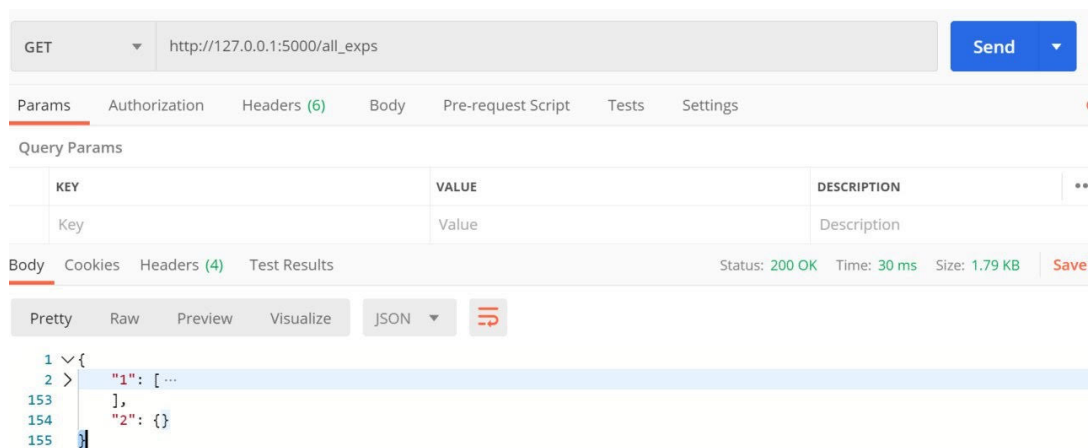 GET http://127.0.0.1:5000/all_exps Send
Params Authorization Headers (6) Body Pre-request Script Tests Settings
Query Params
KEY VALUE DESCRIPTION
Key Value Description
Body Cookies Headers (4) Test Results Status: 200 OK Time: 30 ms Size: 1.79 KB Save
Pretty Raw Preview Visualize JSON
1 {
2 "1": [ ...
153 ],
154 "2": {}
155 }